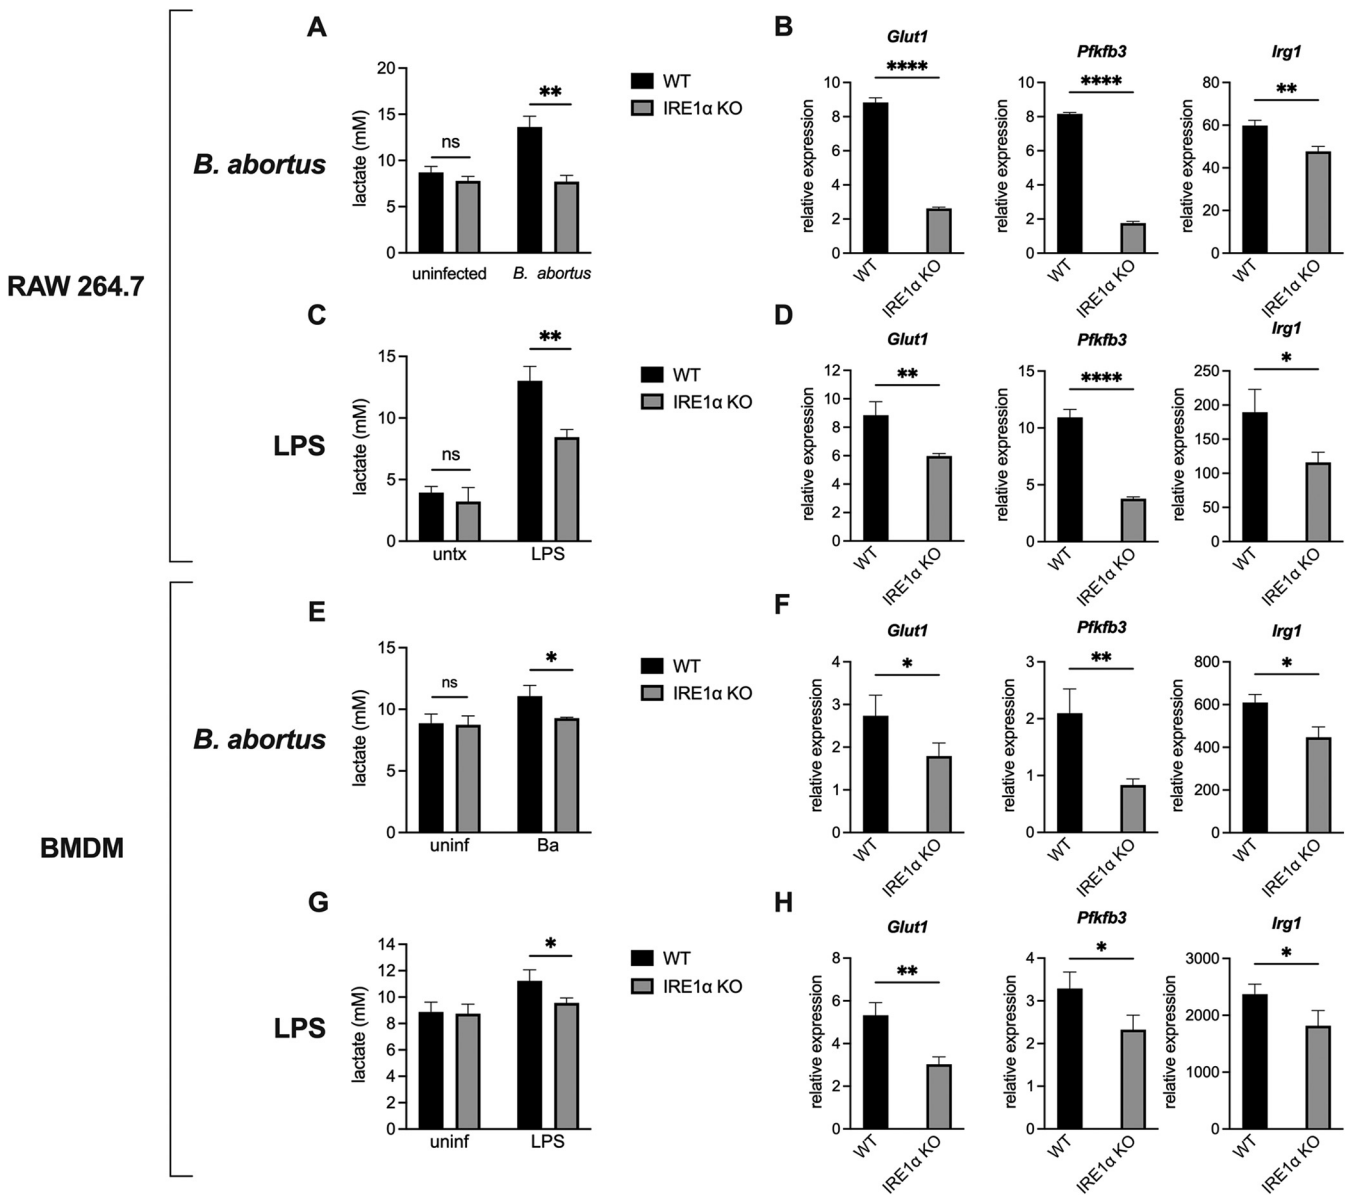 RAW 264.7
B. abortus
A
lactate (mM)
20
15
10
5
0
ns
**
uninfected
B. abortus
WT
IRE1α KO
B
Glut1
****
relative expression
10
8
6
4
2
0
WT
IRE1α KO
Pfkfb3
****
relative expression
10
8
6
4
2
0
WT
IRE1α KO
Irg1
**
relative expression
80
60
40
20
0
WT
IRE1α KO
LPS
C
lactate (mM)
15
10
5
0
ns
**
untx
LPS
WT
IRE1α KO
D
Glut1
**
relative expression
12
10
8
6
4
2
0
WT
IRE1α KO
Pfkfb3
****
relative expression
15
10
5
0
WT
IRE1α KO
Irg1
*
relative expression
250
200
150
100
50
0
WT
IRE1α KO
BMDM
B. abortus
E
lactate (mM)
15
10
5
0
ns
*
uninf
Ba
WT
IRE1α KO
F
Glut1
*
relative expression
4
3
2
1
0
WT
IRE1α KO
Pfkfb3
**
relative expression
3
2
1
0
WT
IRE1α KO
Irg1
*
relative expression
800
600
400
200
0
WT
IRE1α KO
LPS
G
lactate (mM)
14
12
10
8
6
4
2
0
*
uninf
LPS
WT
IRE1α KO
H
Glut1
**
relative expression
8
6
4
2
0
WT
IRE1α KO
Pfkfb3
*
relative expression
4
3
2
1
0
WT
IRE1α KO
Irg1
*
relative expression
3000
2000
1000
0
WT
IRE1α KO